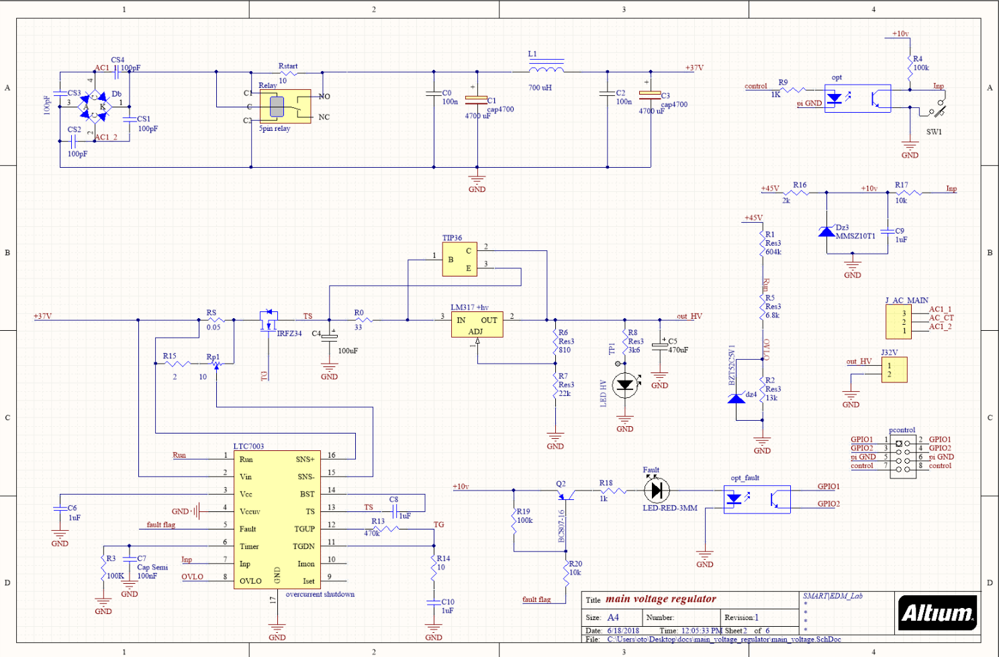 1 2 3 4
A A
B B
C C
D D
1 2 3 4
CS4
AC1_1 100pF
CS3
100pF
4
Db
3 A K 1
CS1
100pF
CS2
2
AC1_2
100pF
Rstart
10
Relay
C1
C
C2
NO
NC
5pin relay
C0
100n
+
C1
cap4700
4700 uF
L1
700 uH
C2
100n
+
C3
cap4700
4700 uF
+37V
GND
+10v
R4
100k
control R9
1K
pi GND
opt
Inp
SW1
GND
+45V R16
2k
+10v R17
10k
Inp
Dz3
MMSZ10T1
C9
1uF
GND
+45V
R1
Res3
604k
Run
R5
Res3
6.8k
OVLO
BZT52C5V1
dz4
R2
Res3
13k
GND
J_AC_MAIN
3 AC1_1
2 AC_CT
1 AC1_2
J32V
out_HV 1
2
GND
pcontrol
GPIO1 1 2 GPIO1
GPIO2 3 4 GPIO2
pi GND 5 6 pi GND
control 7 8 control
+37V
RS
0.05
R15
2
Rp1
10
IRFZ34
TG
TS
C4
+
100uF
GND
R0
33
TIP36
1 B
C 2
E 3
LM317 +hv
3 IN OUT 2
ADJ
1
R6
Res3
810
R7
Res3
22k
GND
TP1
R8
Res3
3k6
LED HV
GND
out_HV
+
C5
470uF
GND
LTC7003
Run 1 Run SNS+ 16
2 Vin SNS- 15
3 Vcc BST 14
GND 4 Vccuv TS 13 TS
fault flag 5 Fault TGUP 12
6 Timer TGDN 11
Inp 7 Inp Imon 10
OVLO 8 OVLO Iset 9
GND
17
overcurrent shutdown
GND
C6
1uF
GND
R3
100K
GND
C7
Cap Semi
100nF
GND
C8
1uF
R13
470k
TG
R14
10
C10
1uF
GND
+10v
Q2
BC807-16
R19
100k
R20
10k
fault flag
R18
1k
Fault
LED-RED-3MM
opt_fault
GPIO1
GPIO2
GND
Title main voltage regulator
Size: A4 Number: Revision:1
Date: 6/18/2018 Time: 12:05:33 PM Sheet2 of 6
File: C:\Users\oto\Desktop\docs\main_voltage_regulator\main_voltage.SchDoc
SMART|EDM_Lab
*
*
*
*
Altium